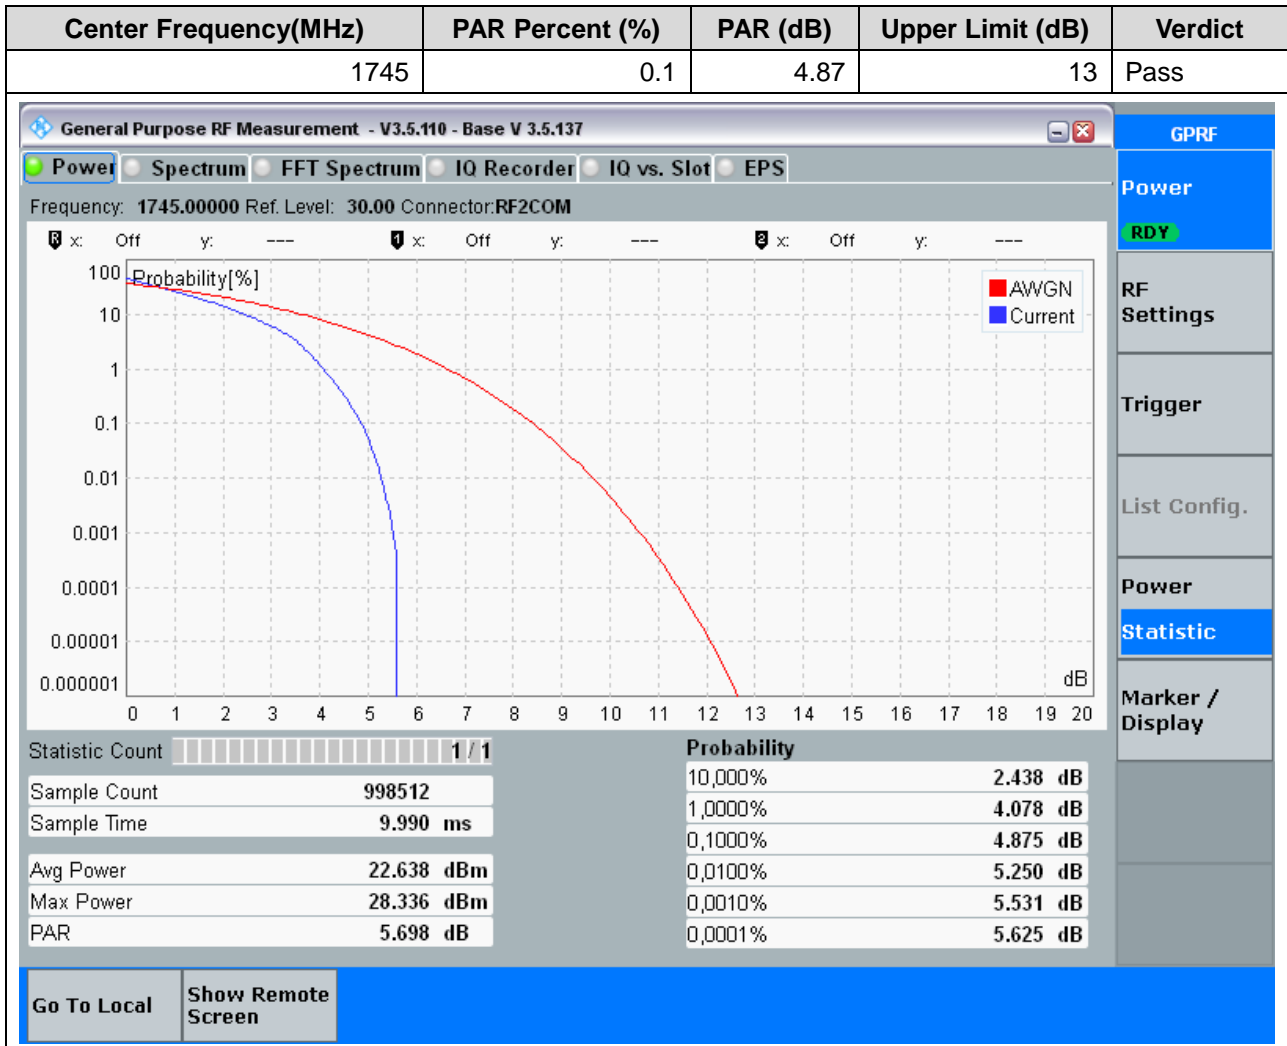 Center Frequency(MHz) PAR Percent (%) PAR (dB) Upper Limit (dB) Verdict
1745 0.1 4.87 13 Pass
General Purpose RF Measurement - V3.5.110 - Base V 3.5.137
GPRF
Power Spectrum FFT Spectrum IQ Recorder IQ vs. Slot EPS
Power
RDY
Frequency: 1745.00000 Ref. Level: 30.00 Connector:RF2COM
R x: Off y: --- 1 x: Off y: --- 2 x: Off y: ---
Probability[%]
AWGN
Current
100
10
1
0.1
0.01
0.001
0.0001
0.00001
0.000001
dB
0 1 2 3 4 5 6 7 8 9 10 11 12 13 14 15 16 17 18 19 20
RF
Settings
Trigger
List Config.
Power
Statistic
Marker /
Display
Statistic Count 1 / 1
Sample Count 998512
Sample Time 9.990 ms
Avg Power 22.638 dBm
Max Power 28.336 dBm
PAR 5.698 dB
Probability
10,000% 2.438 dB
1,0000% 4.078 dB
0,1000% 4.875 dB
0,0100% 5.250 dB
0,0010% 5.531 dB
0,0001% 5.625 dB
Go To Local
Show Remote
Screen